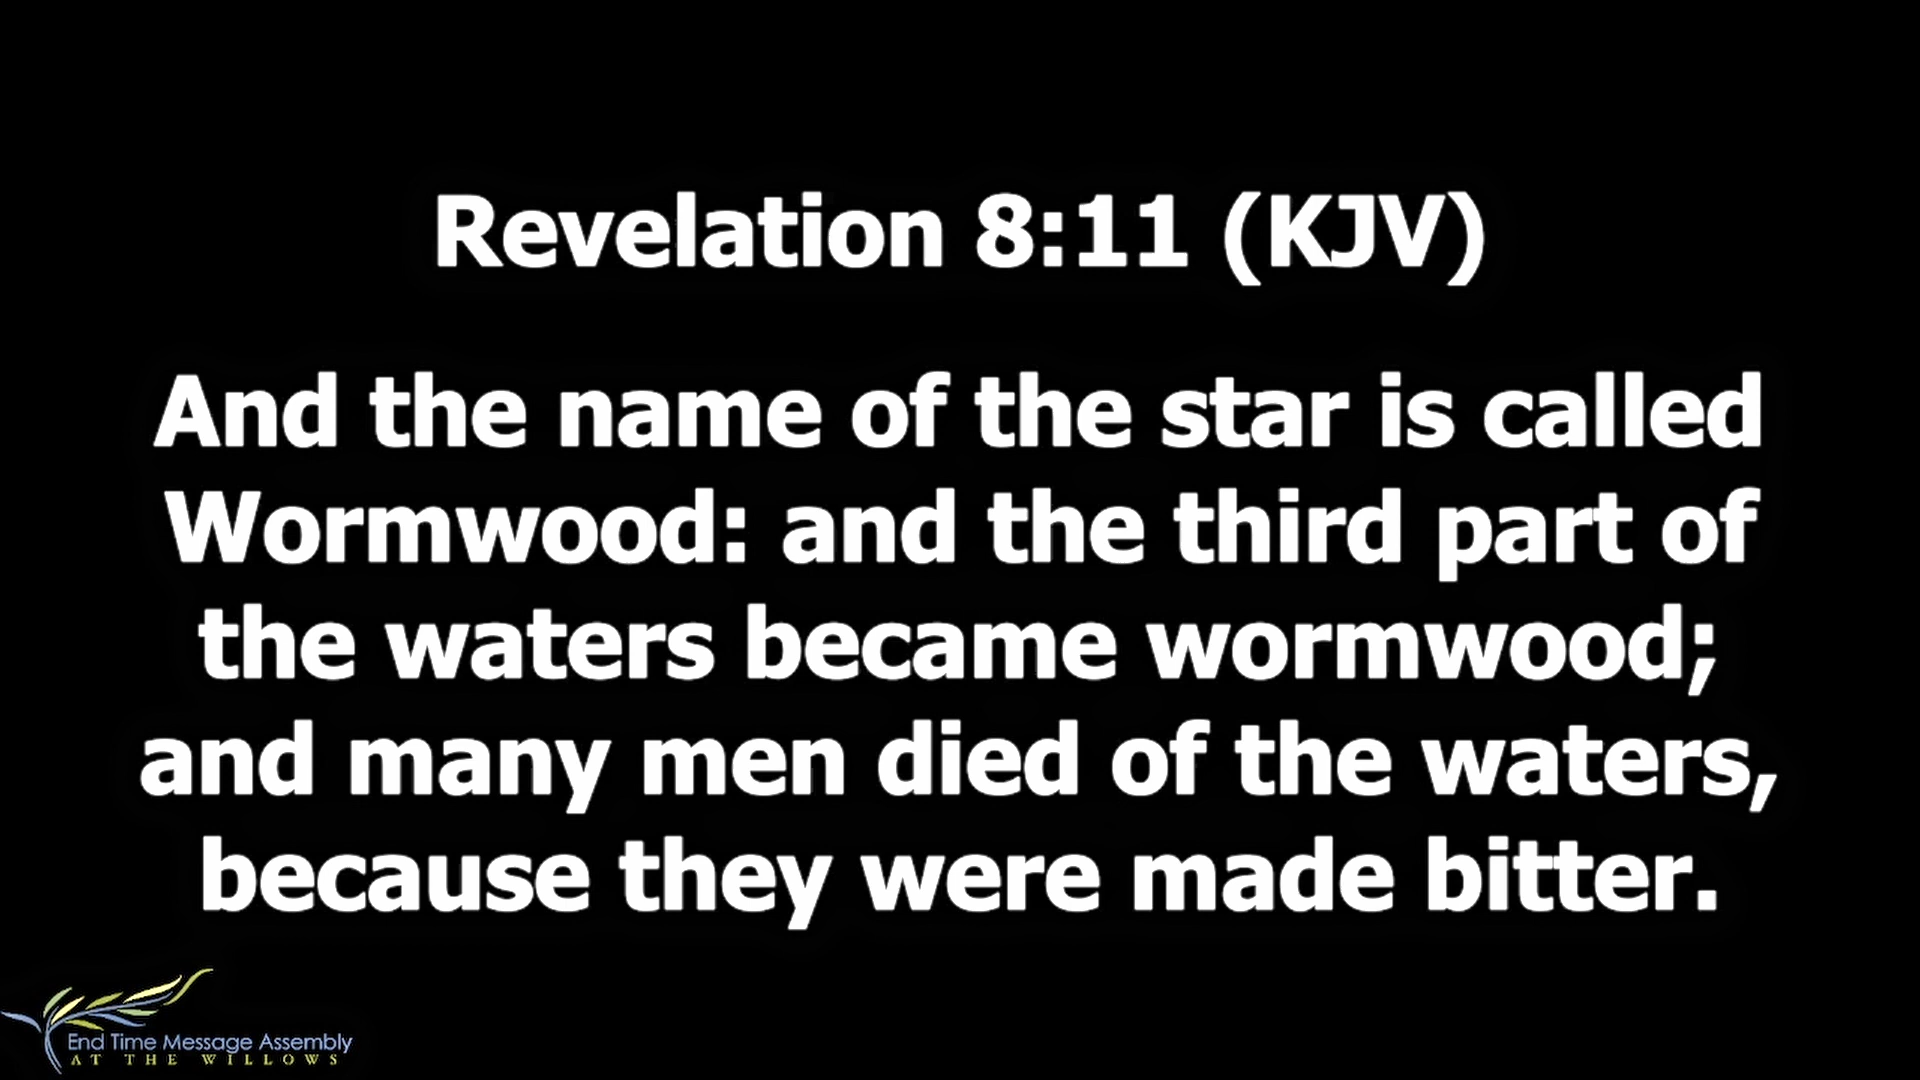 Revelation 8:11 (KJV)
And the name of the star is called
Wormwood: and the third part of
the waters became wormwood;
and many men died of the waters,
because they were made bitter.
End Time Message Assembly
AT THE WILLOWS